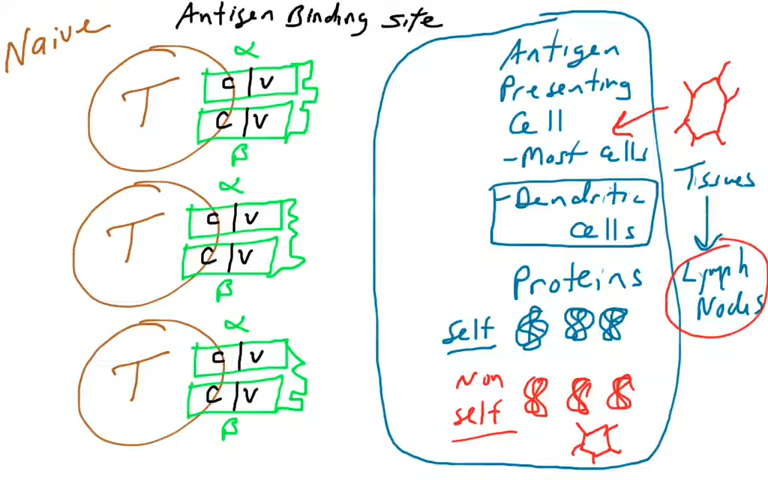 Naive
Antigen Binding site
α
T
C V
C V
β
α
T
C V
C V
β
α
T
C V
C V
β
Antigen
Presenting
Cell
- Most cells
- Dendritic
cells
Proteins
self
Non
self
Tissues
Lymph
Nodes